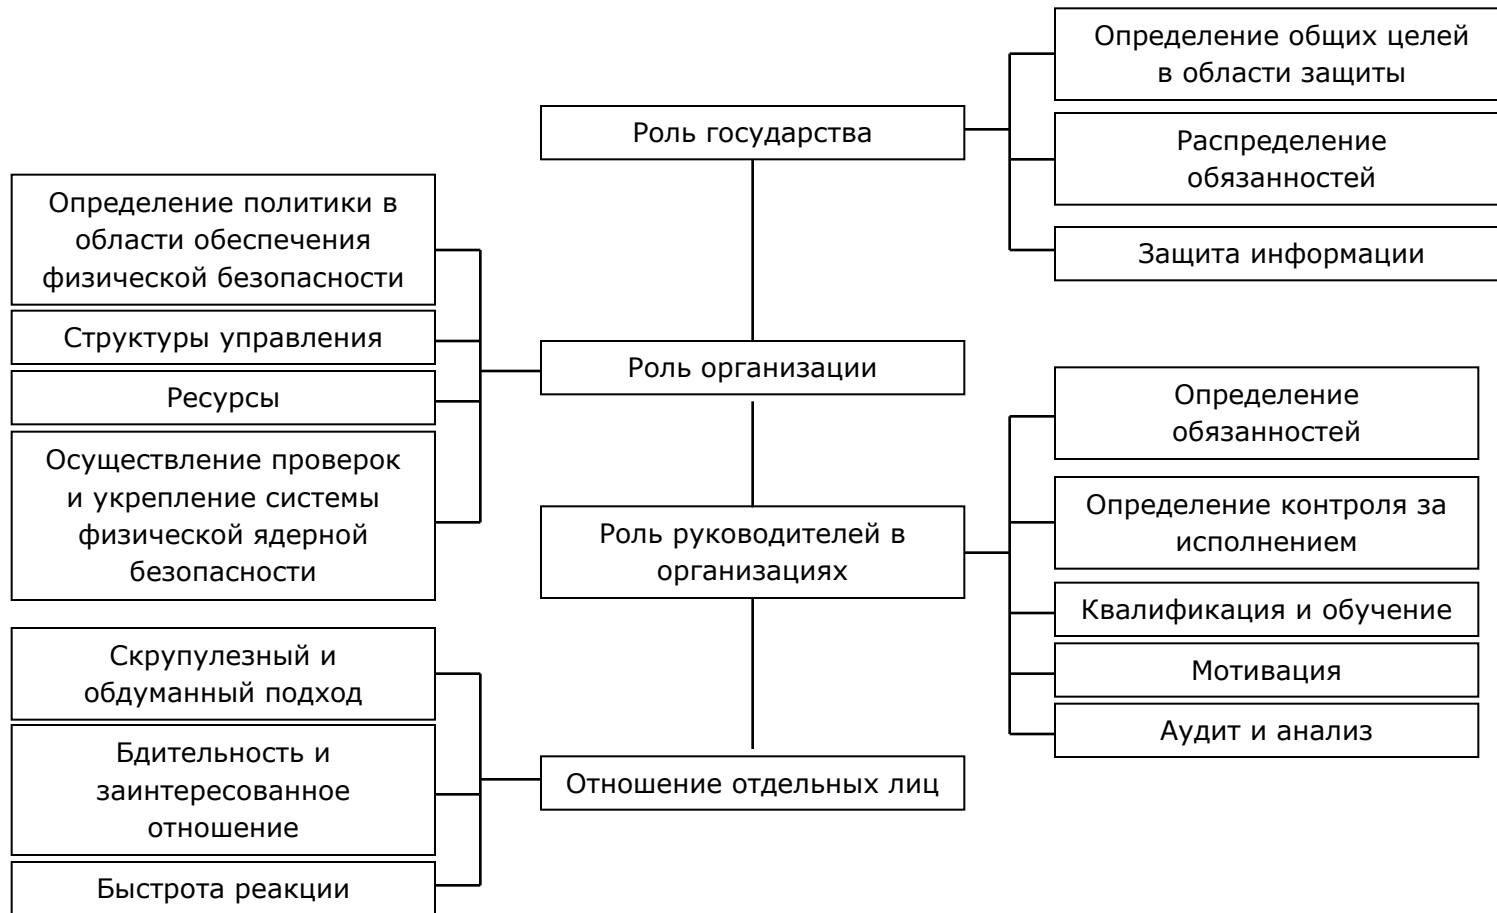 Роль государства
Определение общих целей
в области защиты
Распределение
обязанностей
Защита информации
Роль организации
Определение политики в
области обеспечения
физической безопасности
Структуры управления
Ресурсы
Осуществление проверок
и укрепление системы
физической ядерной
безопасности
Роль руководителей в
организациях
Определение
обязанностей
Определение контроля за
исполнением
Квалификация и обучение
Мотивация
Аудит и анализ
Отношение отдельных лиц
Скрупулезный и
обдуманный подход
Бдительность и
заинтересованное
отношение
Быстрота реакции